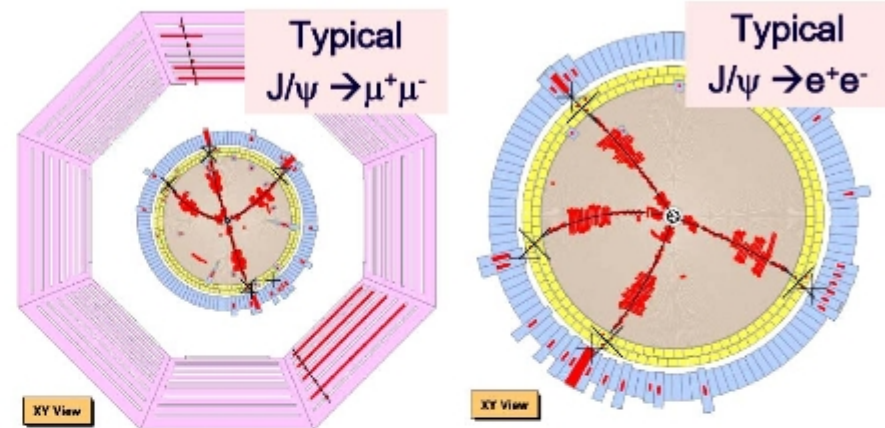 Typical
J/ψ →μ⁺μ⁻
Typical
J/ψ →e⁺e⁻
XY View
XY View